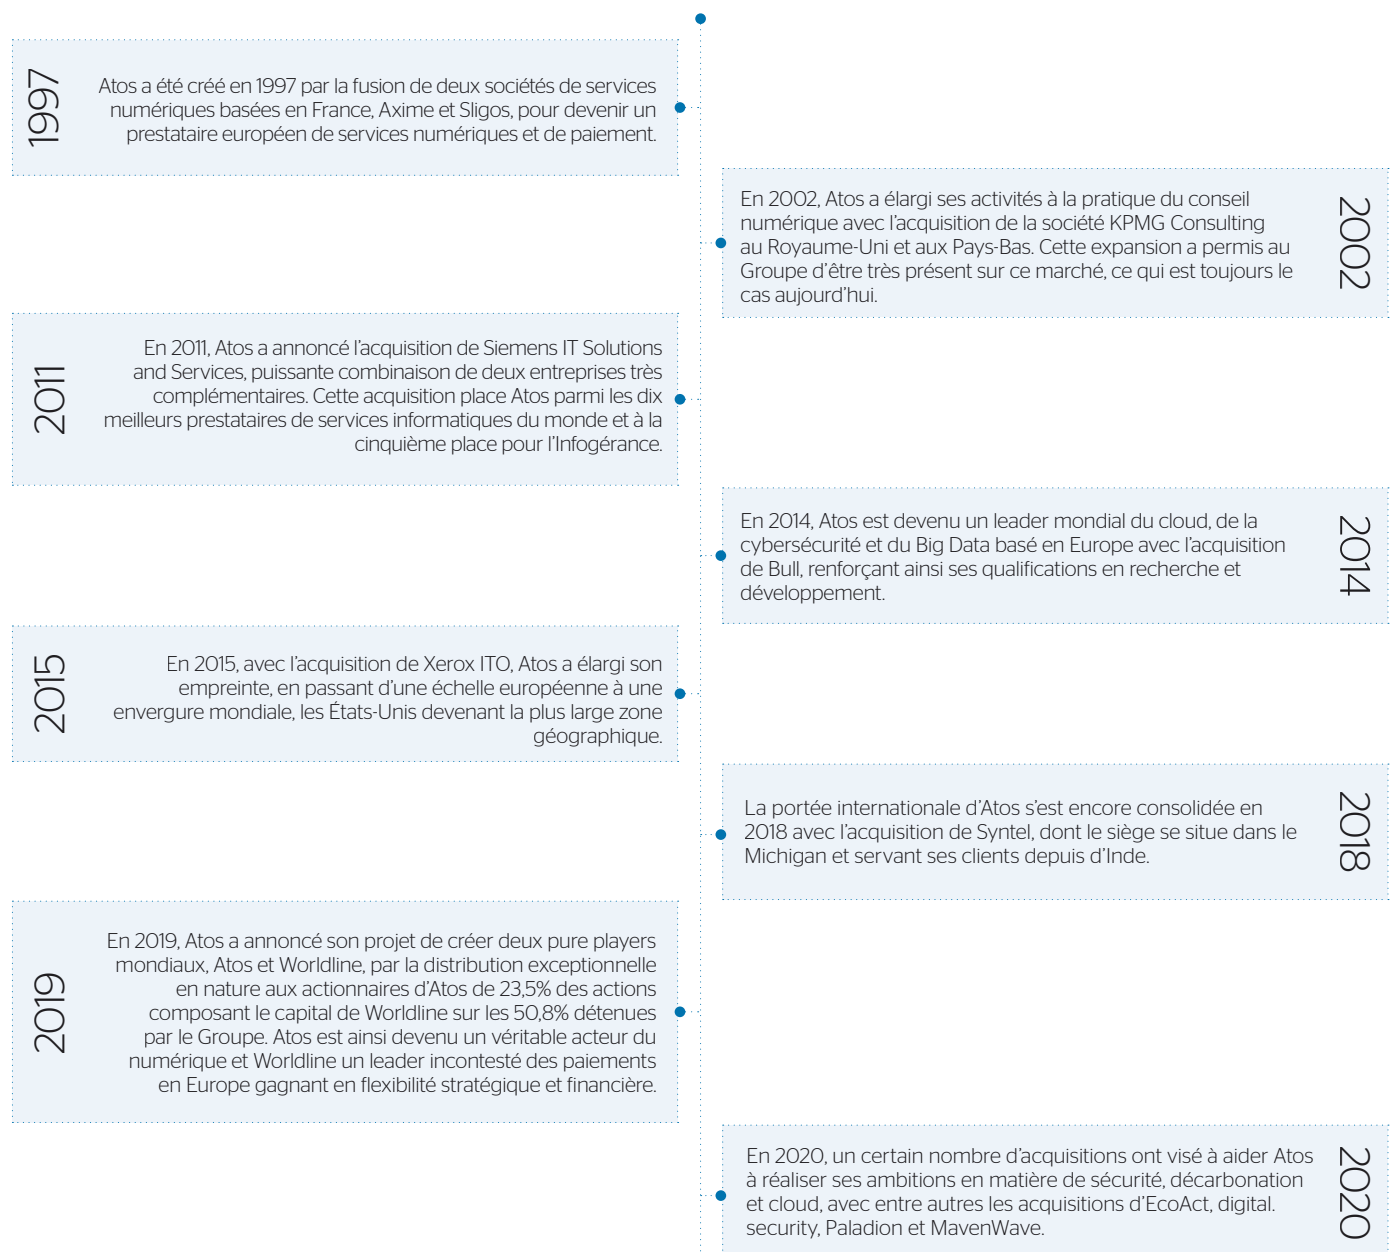 1997
Atos a été créé en 1997 par la fusion de deux sociétés de services
numériques basées en France, Axime et Sligos, pour devenir un
prestataire européen de services numériques et de paiement.
En 2002, Atos a élargi ses activités à la pratique du conseil
numérique avec l’acquisition de la société KPMG Consulting
au Royaume-Uni et aux Pays-Bas. Cette expansion a permis au
Groupe d’être très présent sur ce marché, ce qui est toujours le
cas aujourd’hui.
2002
2011
En 2011, Atos a annoncé l’acquisition de Siemens IT Solutions
and Services, puissante combinaison de deux entreprises très
complémentaires. Cette acquisition place Atos parmi les dix
meilleurs prestataires de services informatiques du monde et à la
cinquième place pour l’Infogérance.
En 2014, Atos est devenu un leader mondial du cloud, de la
cybersécurité et du Big Data basé en Europe avec l’acquisition
de Bull, renforçant ainsi ses qualifications en recherche et
développement.
2014
2015
En 2015, avec l’acquisition de Xerox ITO, Atos a élargi son
empreinte, en passant d’une échelle européenne à une
envergure mondiale, les États-Unis devenant la plus large zone
géographique.
La portée internationale d’Atos s’est encore consolidée en
2018 avec l’acquisition de Syntel, dont le siège se situe dans le
Michigan et servant ses clients depuis d’Inde.
2018
2019
En 2019, Atos a annoncé son projet de créer deux pure players
mondiaux, Atos et Worldline, par la distribution exceptionnelle
en nature aux actionnaires d’Atos de 23,5% des actions
composant le capital de Worldline sur les 50,8% détenues
par le Groupe. Atos est ainsi devenu un véritable acteur du
numérique et Worldline un leader incontesté des paiements
en Europe gagnant en flexibilité stratégique et financière.
En 2020, un certain nombre d’acquisitions ont visé à aider Atos
à réaliser ses ambitions en matière de sécurité, décarbonation
et cloud, avec entre autres les acquisitions d’EcoAct, digital.
security, Paladion et MavenWave.
2020